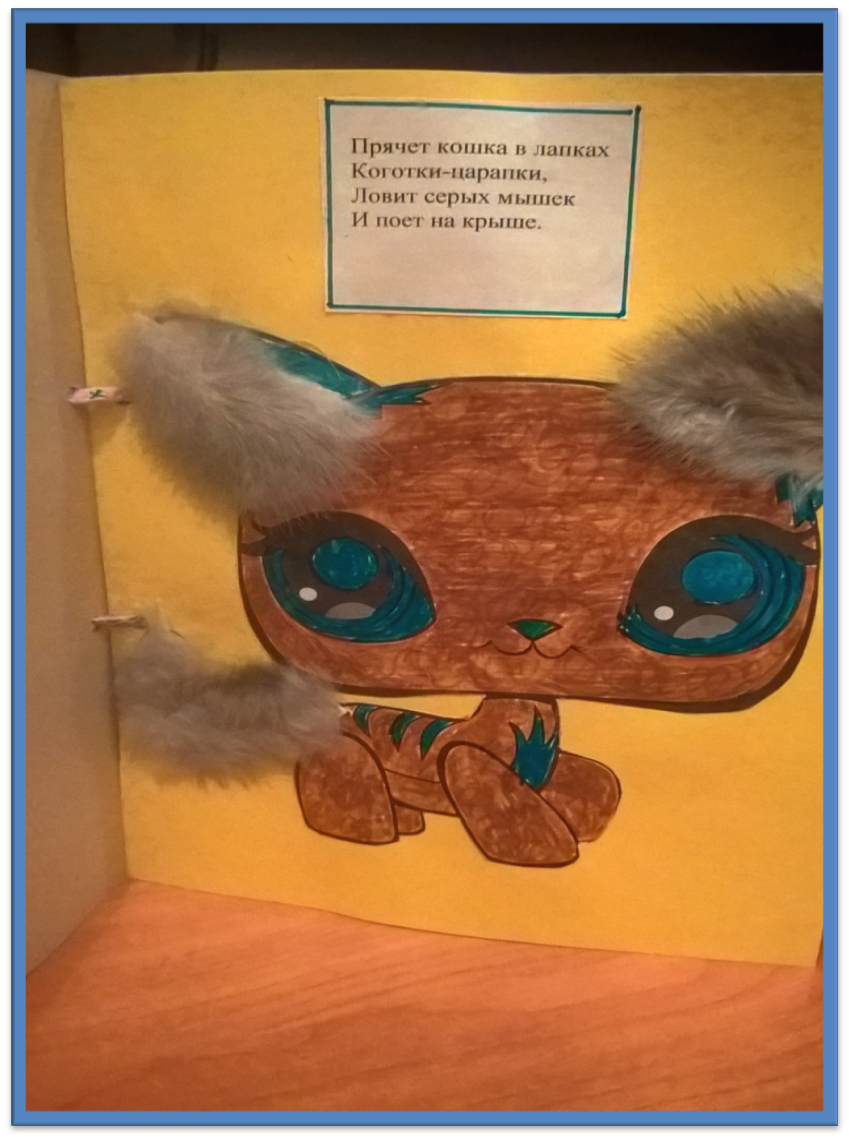 Прячет кошка в лапках
Коготки-царапки,
Ловит серых мышек
И поет на крыше.